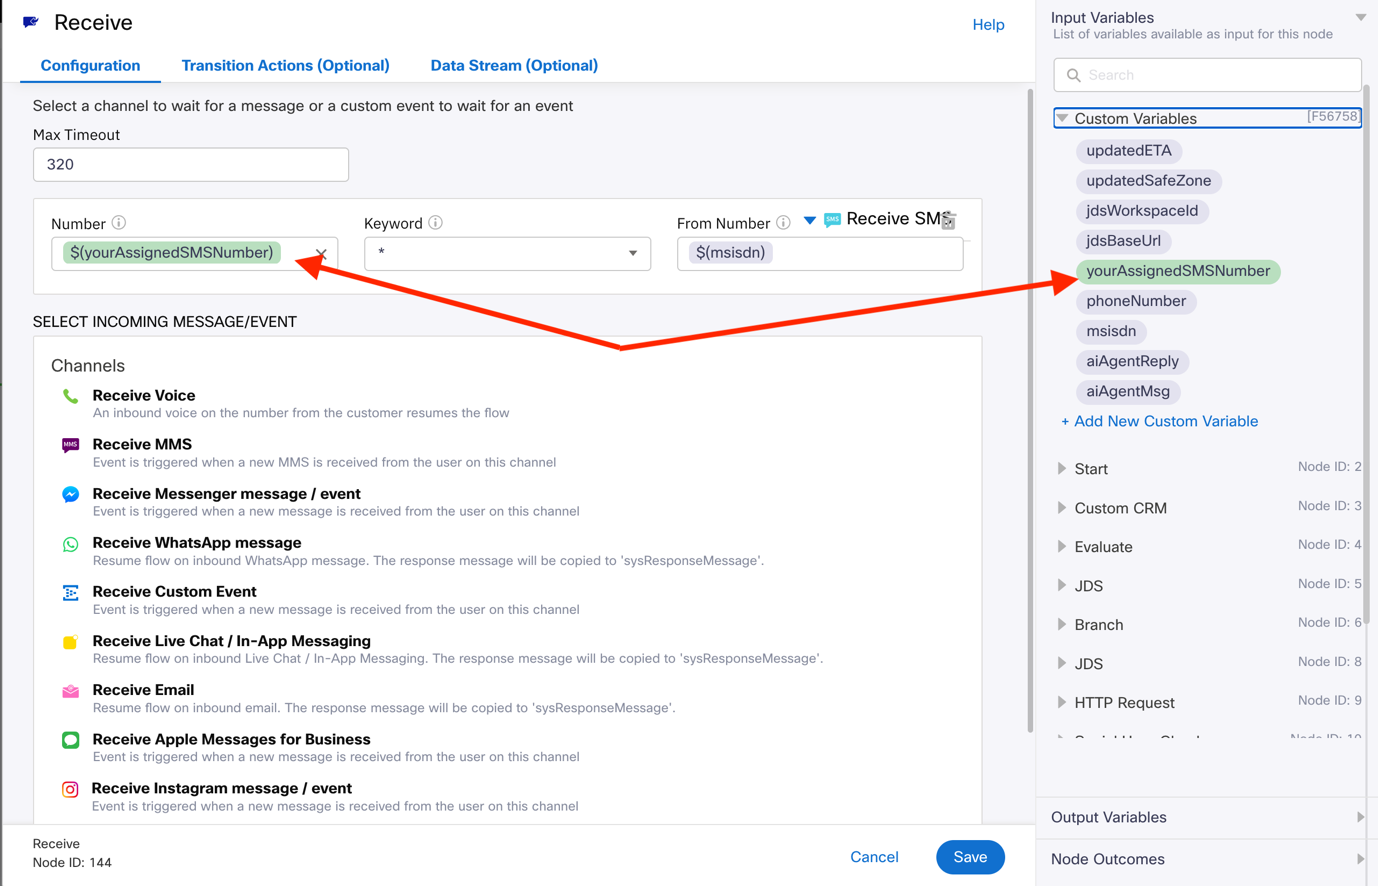 Receive
Help
Configuration
Transition Actions (Optional)
Data Stream (Optional)
Select a channel to wait for a message or a custom event to wait for an event
Max Timeout
320
Number
Keyword
From Number
SMS
Receive SMS
$(yourAssignedSMSNumber)
*
$(msisdn)
SELECT INCOMING MESSAGE/EVENT
Channels
Receive Voice
An inbound voice on the number from the customer resumes the flow
MMS
Receive MMS
Event is triggered when a new MMS is received from the user on this channel
Receive Messenger message / event
Event is triggered when a new message is received from the user on this channel
Receive WhatsApp message
Resume flow on inbound WhatsApp message. The response message will be copied to 'sysResponseMessage'.
Receive Custom Event
Event is triggered when a new message is received from the user on this channel
Receive Live Chat / In-App Messaging
Resume flow on inbound Live Chat / In-App Messaging. The response message will be copied to 'sysResponseMessage'.
Receive Email
Resume flow on inbound email. The response message will be copied to 'sysResponseMessage'.
Receive Apple Messages for Business
Event is triggered when a new message is received from the user on this channel
Receive Instagram message / event
Event is triggered when a new message is received from the user on this channel
Receive
Node ID: 144
Cancel
Save
Input Variables
List of variables available as input for this node
Search
Custom Variables
[F56758]
updatedETA
updatedSafeZone
jdsWorkspaceId
jdsBaseUrl
yourAssignedSMSNumber
phoneNumber
msisdn
aiAgentReply
aiAgentMsg
+ Add New Custom Variable
Start
Node ID: 2
Custom CRM
Node ID: 3
Evaluate
Node ID: 4
JDS
Node ID: 5
Branch
Node ID: 6
JDS
Node ID: 8
HTTP Request
Node ID: 9
Node ID: 10
Output Variables
Node Outcomes